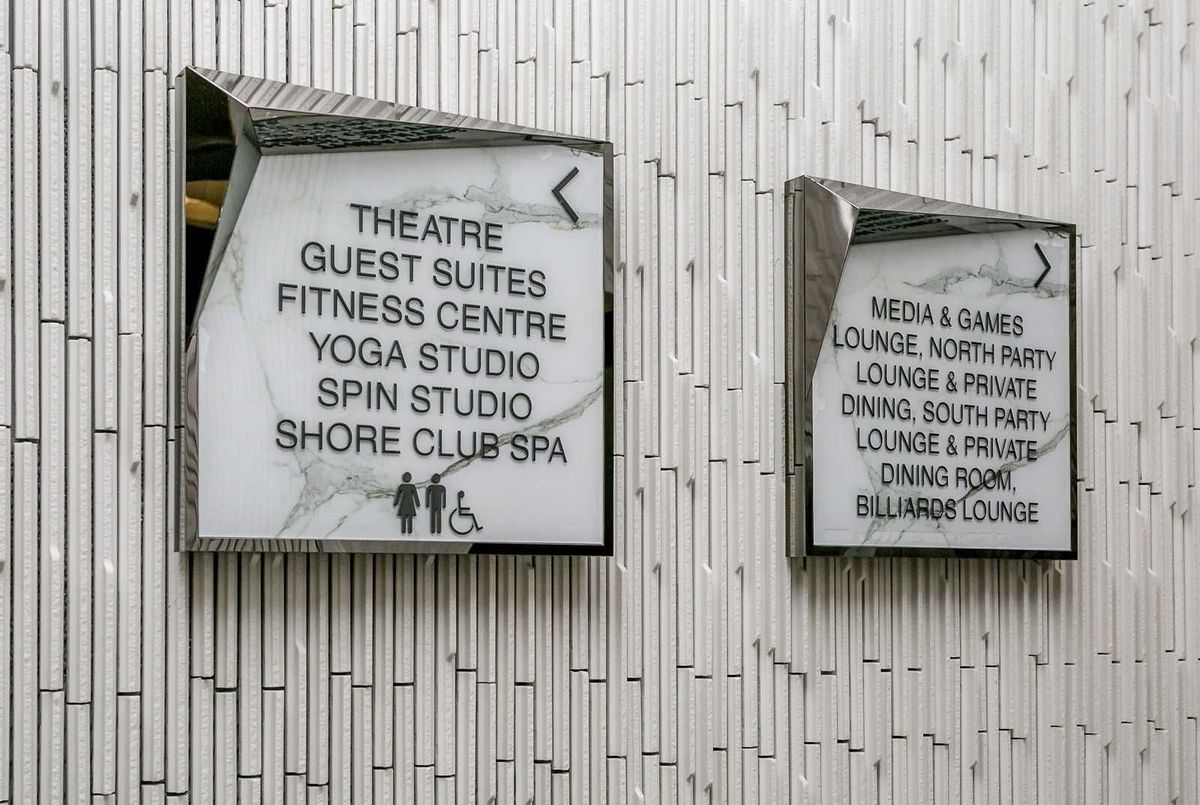 THEATRE
GUEST SUITES
FITNESS CENTRE
YOGA STUDIO
SPIN STUDIO
SHORE CLUB SPA
MEDIA & GAMES
LOUNGE, NORTH PARTY
LOUNGE & PRIVATE
DINING, SOUTH PARTY
LOUNGE & PRIVATE
DINING ROOM,
BILLIARDS LOUNGE